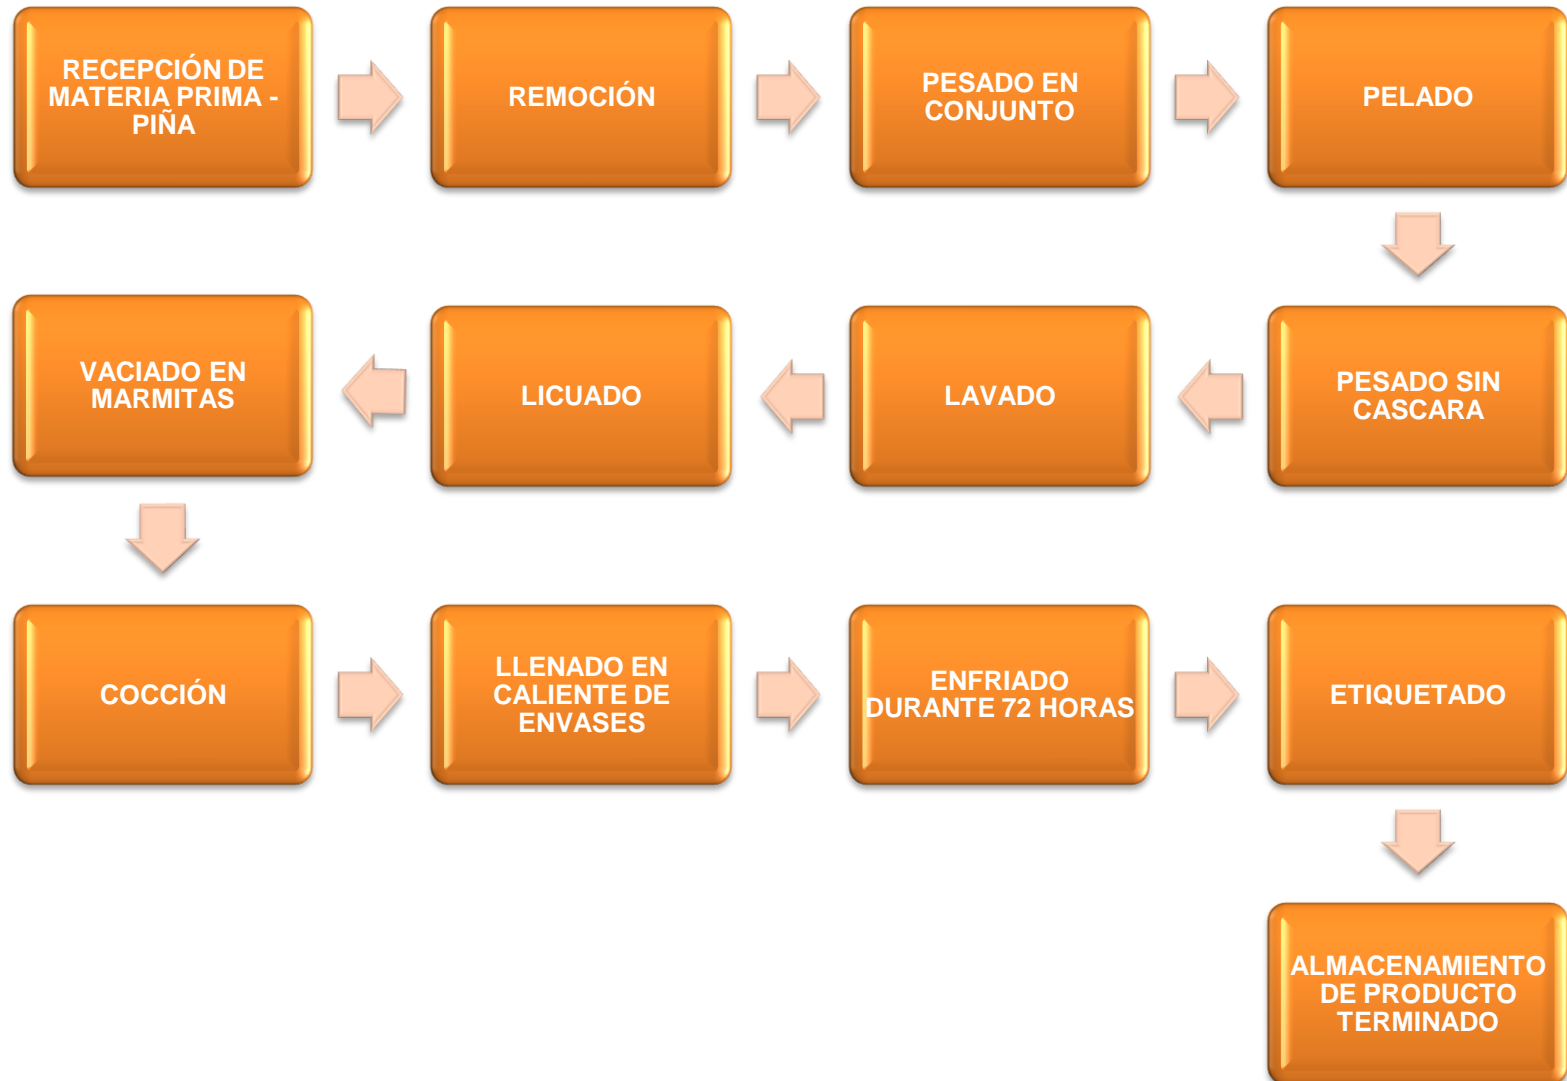 RECEPCIÓN DE
MATERIA PRIMA -
PIÑA
REMOCIÓN
PESADO EN
CONJUNTO
PELADO
PESADO SIN
CASCARA
LAVADO
LICUADO
VACIADO EN
MARMITAS
COCCIÓN
LLENADO EN
CALIENTE DE
ENVASES
ENFRIADO
DURANTE 72 HORAS
ETIQUETADO
ALMACENAMIENTO
DE PRODUCTO
TERMINADO